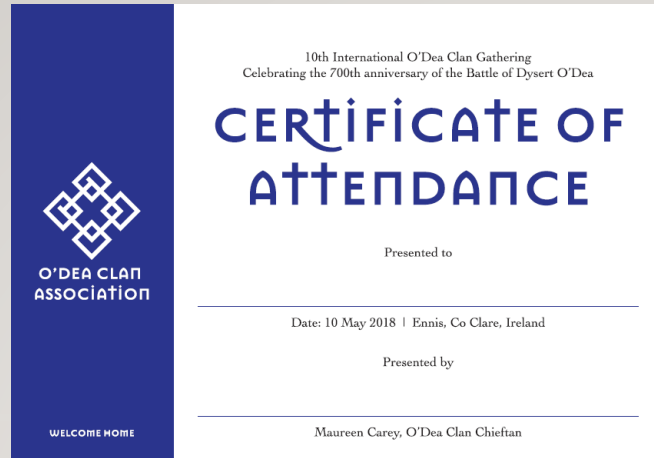 10th International O'Dea Clan Gathering
Celebrating the 700th anniversary of the Battle of Dysert O'Dea
CERTIFICATE OF
ATTENDANCE
Presented to
Date: 10 May 2018 | Ennis, Co Clare, Ireland
Presented by
Maureen Carey, O'Dea Clan Chieftan
O'DEA CLAN
ASSOCIATION
WELCOME HOME